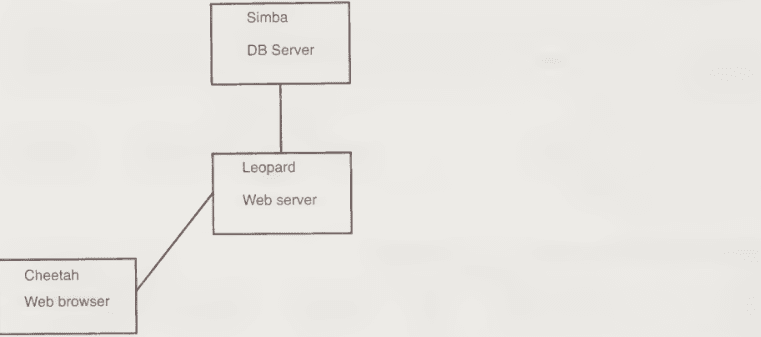 Simba
DB Server
Leopard
Web server
Cheetah
Web browser